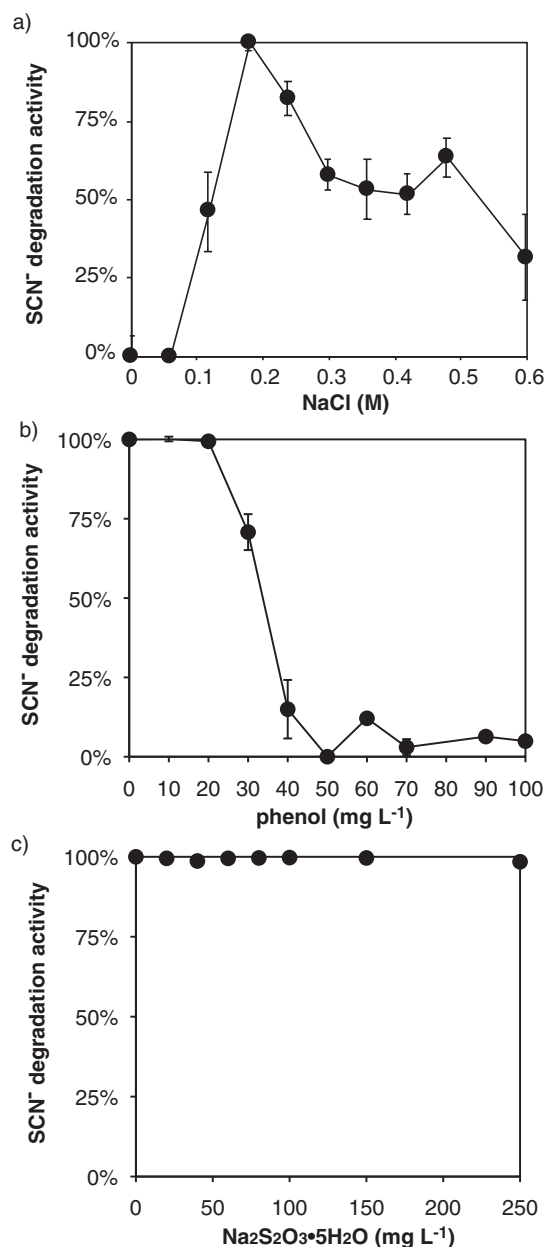 a)
100%
75%
50%
25%
0%
SCN⁻ degradation activity
0 0.1 0.2 0.3 0.4 0.5 0.6
NaCl (M)
b)
100%
75%
50%
25%
0%
SCN⁻ degradation activity
0 10 20 30 40 50 60 70 80 90 100
phenol (mg L⁻¹)
c)
100%
75%
50%
25%
0%
SCN⁻ degradation activity
0 50 100 150 200 250
Na₂S₂O₃•5H₂O (mg L⁻¹)